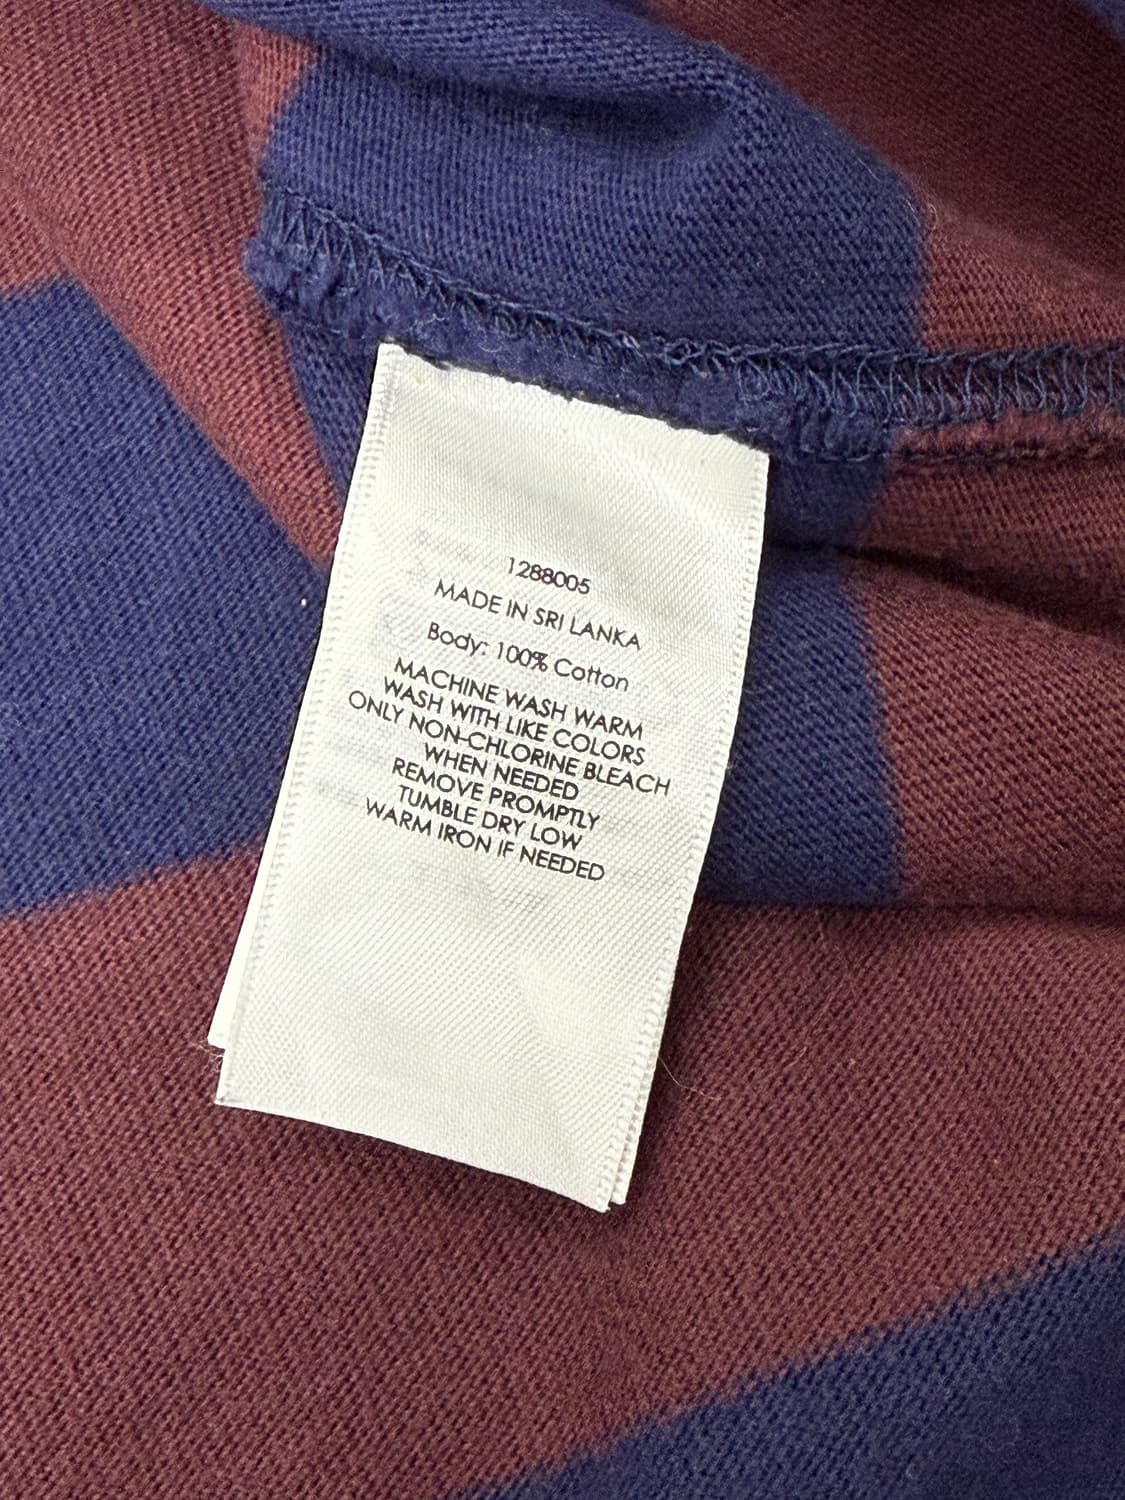 1288005
MADE IN SRI LANKA
Body: 100% Cotton
MACHINE WASH WARM
WASH WITH LIKE COLORS
ONLY NON-CHLORINE BLEACH
WHEN NEEDED
REMOVE PROMPTLY
TUMBLE DRY LOW
WARM IRON IF NEEDED